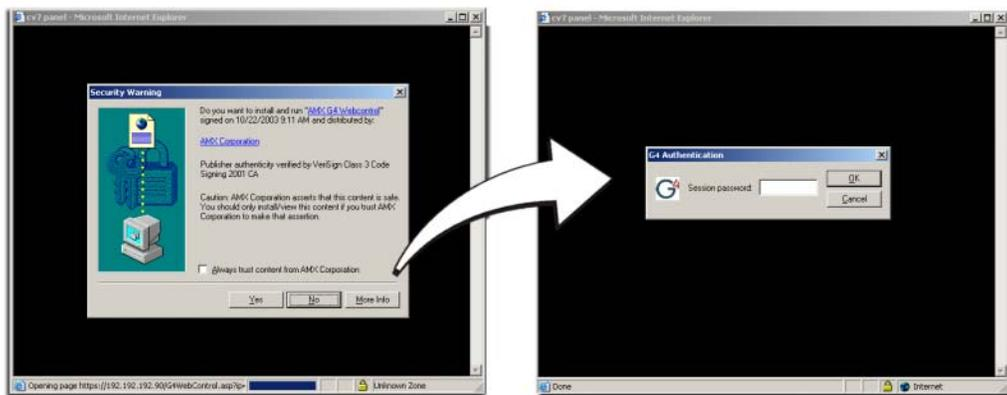 cv7 panel - Microsoft Internet Explorer
Security Warning
Do you want to install and run "AMX G4 Webcontrol"
signed on 10/22/2003 9:11 AM and distributed by:
AMX Corporation
Publisher authenticity verified by VeriSign Class 3 Code
Signing 2001 CA
Caution: AMX Corporation asserts that this content is safe.
You should only install/view this content if you trust AMX
Corporation to make that assertion.
Always trust content from AMX Corporation
Yes No More Info
Opening page https://192.192.192.90/G4WebControl.asp?ip= Unknown Zone
cv7 panel - Microsoft Internet Explorer
G4 Authentication
G4 Session password: OK
Cancel
Done Internet